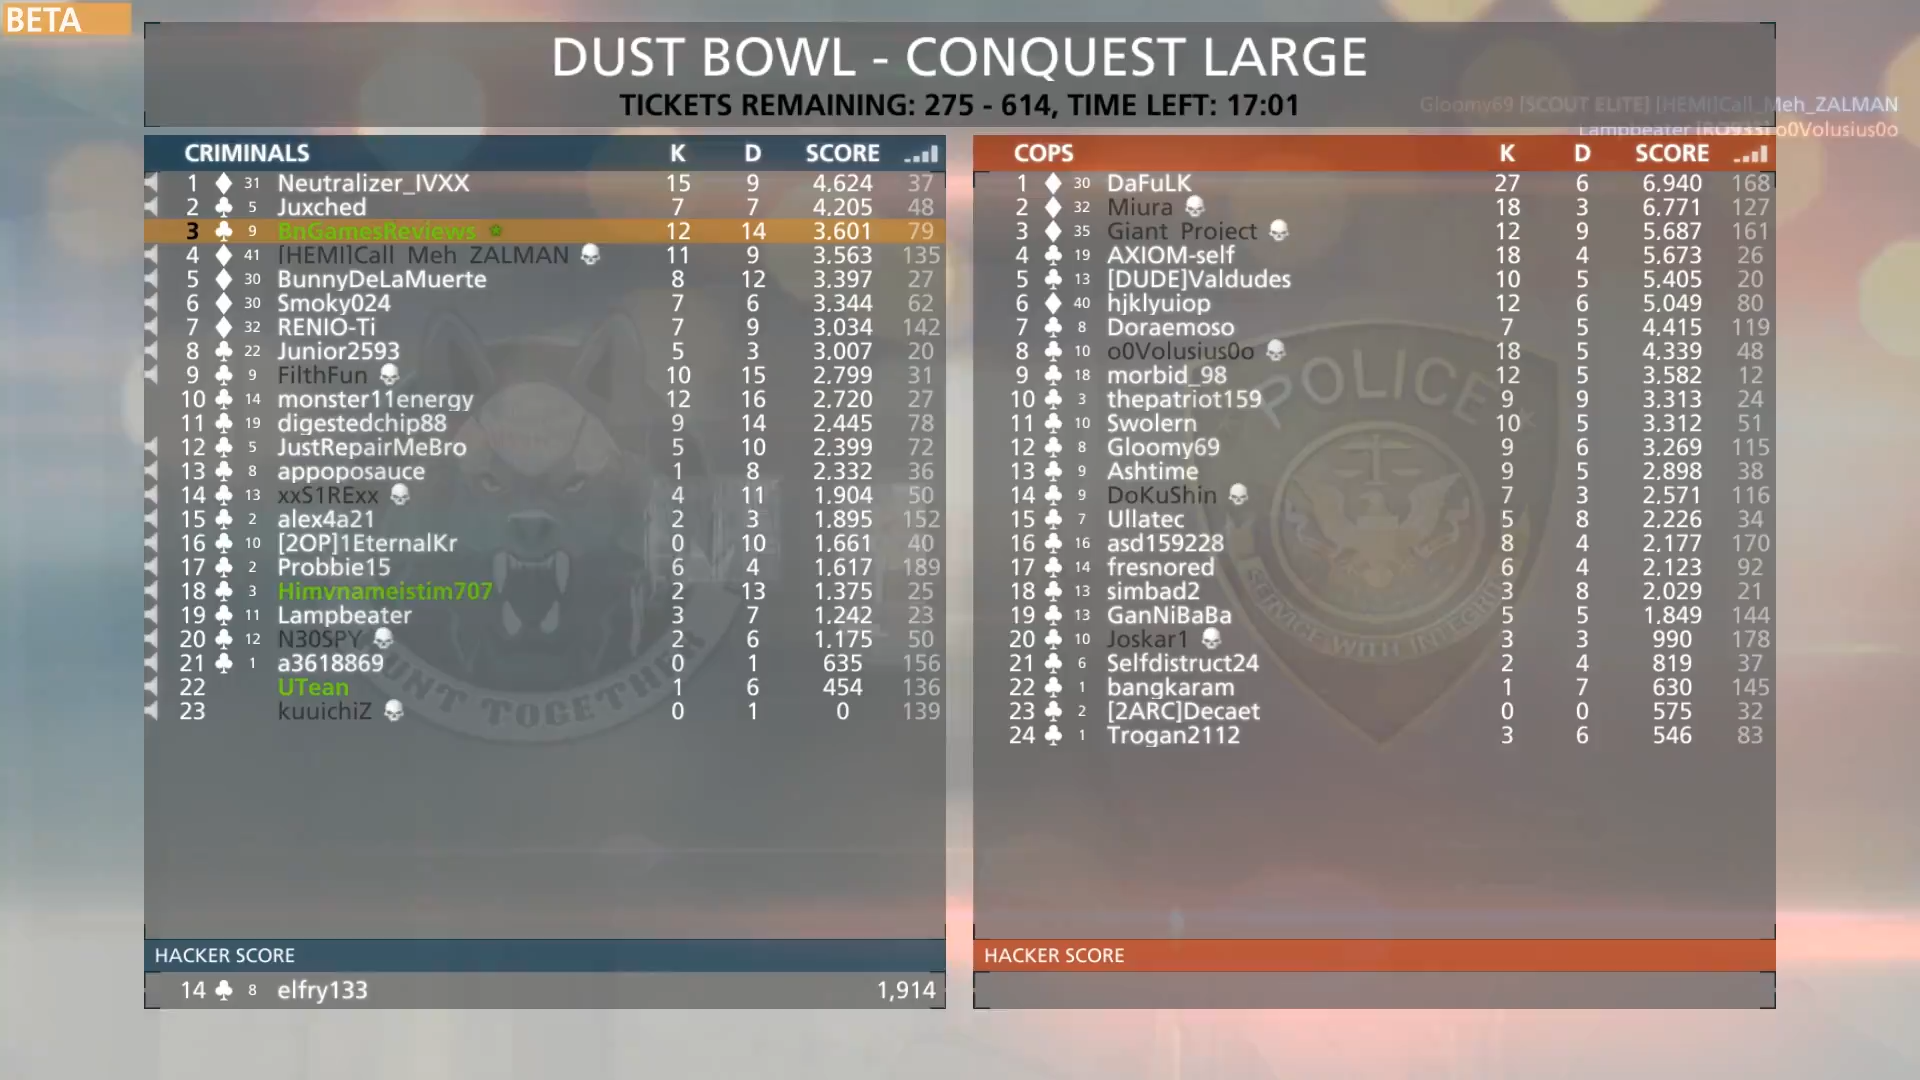 BETA
DUST BOWL - CONQUEST LARGE
TICKETS REMAINING: 275 - 614, TIME LEFT: 17:01
Gloomy69 [SCOUT ELITE] [HEMI]Call_Meh_ZALMAN
Lampbeater [RO933] o0Volusius0o
CRIMINALS K D SCORE
1 31 Neutralizer_IVXX 15 9 4,624 37
2 5 Juxched 7 7 4,205 48
3 9 BnGamesReviews 12 14 3,601 79
4 41 [HEMI]Call_Meh_ZALMAN 11 9 3,563 135
5 30 BunnyDeLaMuerte 8 12 3,397 27
6 30 Smoky024 7 6 3,344 62
7 32 RENIO-Ti 7 9 3,034 142
8 22 Junior2593 5 3 3,007 20
9 9 FilthFun 10 15 2,799 31
10 14 monster11energy 12 16 2,720 27
11 19 digestedchip88 9 14 2,445 78
12 5 JustRepairMeBro 5 10 2,399 72
13 8 appoposauce 1 8 2,332 36
14 13 xxS1RExx 4 11 1,904 50
15 2 alex4a21 2 3 1,895 152
16 10 [2OP]1EternalKr 0 10 1,661 40
17 2 Probbie15 6 4 1,617 189
18 3 Himynameistim707 2 13 1,375 25
19 11 Lampbeater 3 7 1,242 23
20 12 N30SPY 2 6 1,175 50
21 1 a3618869 0 1 635 156
22 UTean 1 6 454 136
23 kuuichiZ 0 1 0 139
HUNT TOGETHER
HACKER SCORE
14 8 elfry133 1,914
COPS K D SCORE
1 30 DaFuLK 27 6 6,940 168
2 32 Miura 18 3 6,771 127
3 35 Giant_Project 12 9 5,687 161
4 19 AXIOM-self 18 4 5,673 26
5 13 [DUDE]Valdudes 10 5 5,405 20
6 40 hjklyuiop 12 6 5,049 80
7 8 Doraemoso 7 5 4,415 119
8 10 o0Volusius0o 18 5 4,339 48
9 18 morbid_98 12 5 3,582 12
10 3 thepatriot159 9 9 3,313 24
11 10 Swolern 10 5 3,312 51
12 8 Gloomy69 9 6 3,269 115
13 9 Ashtime 9 5 2,898 38
14 9 DoKuShin 7 3 2,571 116
15 7 Ullatec 5 8 2,226 34
16 16 asd159228 8 4 2,177 170
17 14 fresnored 6 4 2,123 92
18 13 simbad2 3 8 2,029 21
19 13 GanNiBaBa 5 5 1,849 144
20 10 Joskar1 3 3 990 178
21 6 Selfdistruct24 2 4 819 37
22 1 bangkaram 1 7 630 145
23 2 [2ARC]Decaet 0 0 575 32
24 1 Trogan2112 3 6 546 83
POLICE
SERVICE WITH INTEGRITY
HACKER SCORE